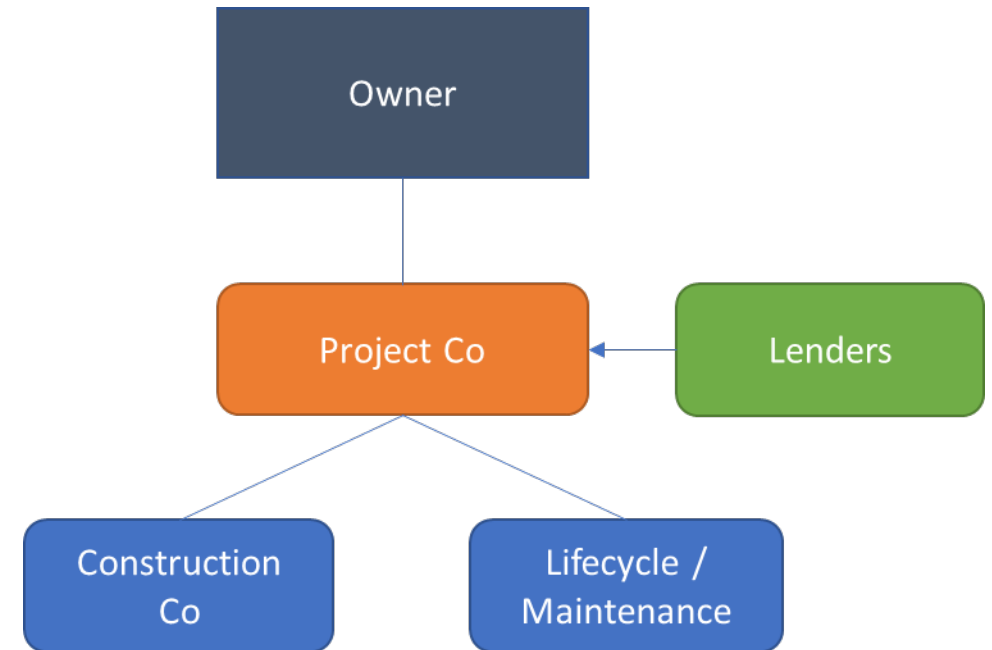 Owner
Project Co
Lenders
Construction
Co
Lifecycle /
Maintenance